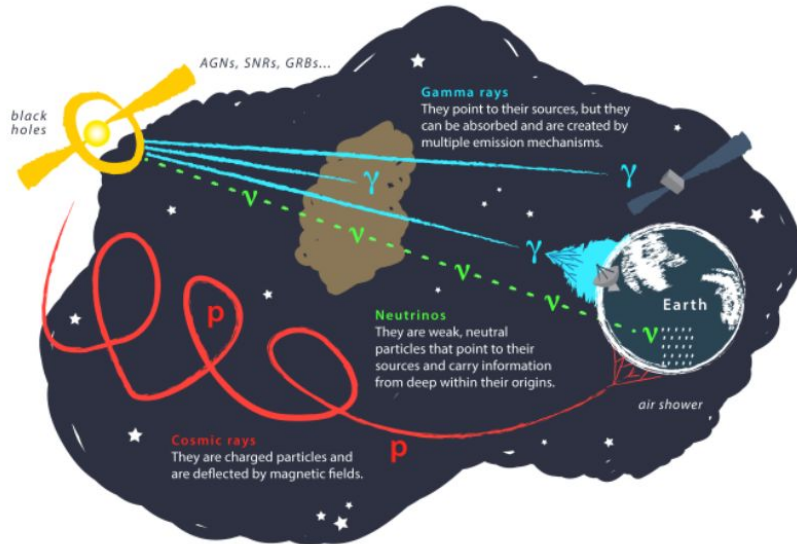 AGNs, SNRs, GRBs...
black
holes
Gamma rays
They point to their sources, but they
can be absorbed and are created by
multiple emission mechanisms.
γ
γ
ν
ν
γ
ν
ν
Earth
ν
p
Neutrinos
They are weak, neutral
particles that point to their
sources and carry information
from deep within their origins.
air shower
p
Cosmic rays
They are charged particles and
are deflected by magnetic fields.